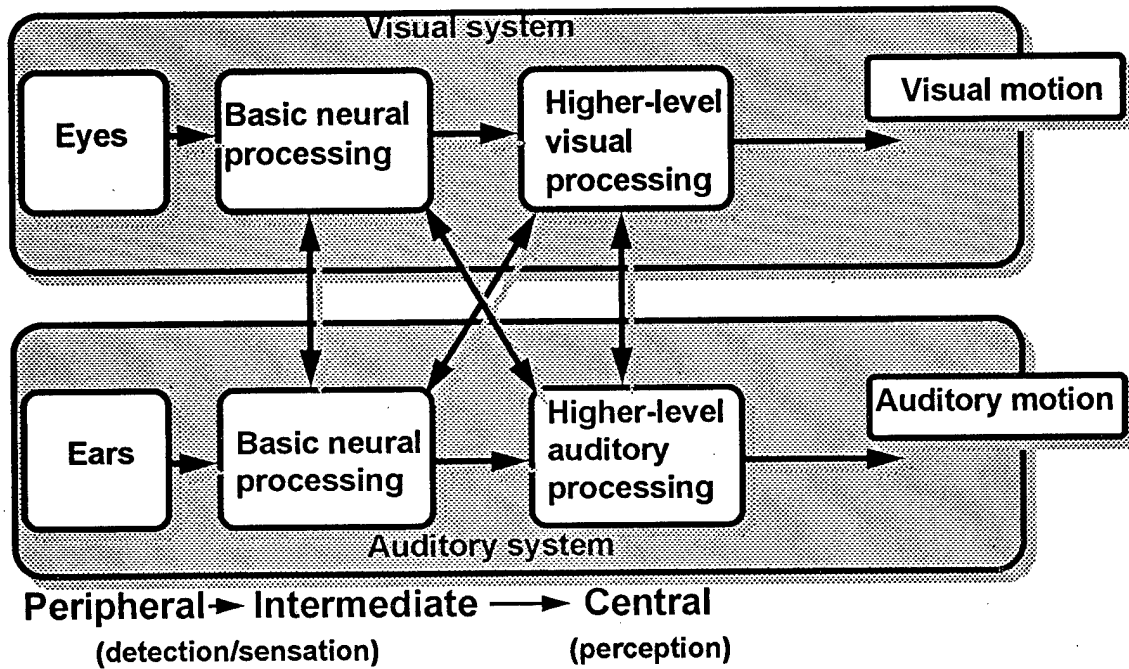 Visual system
Eyes
Basic neural
processing
Higher-level
visual
processing
Visual motion
Ears
Basic neural
processing
Higher-level
auditory
processing
Auditory motion
Auditory system
Peripheral Intermediate Central
(detection/sensation) (perception)